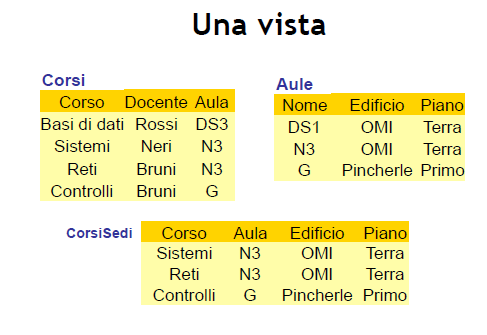 Una vista
Corsi
Corso Docente Aula
Basi di dati Rossi DS3
Sistemi Neri N3
Reti Bruni N3
Controlli Bruni G
Aule
Nome Edificio Piano
DS1 OMI Terra
N3 OMI Terra
G Pincherle Primo
CorsiSedi
Corso Aula Edificio Piano
Sistemi N3 OMI Terra
Reti N3 OMI Terra
Controlli G Pincherle Primo